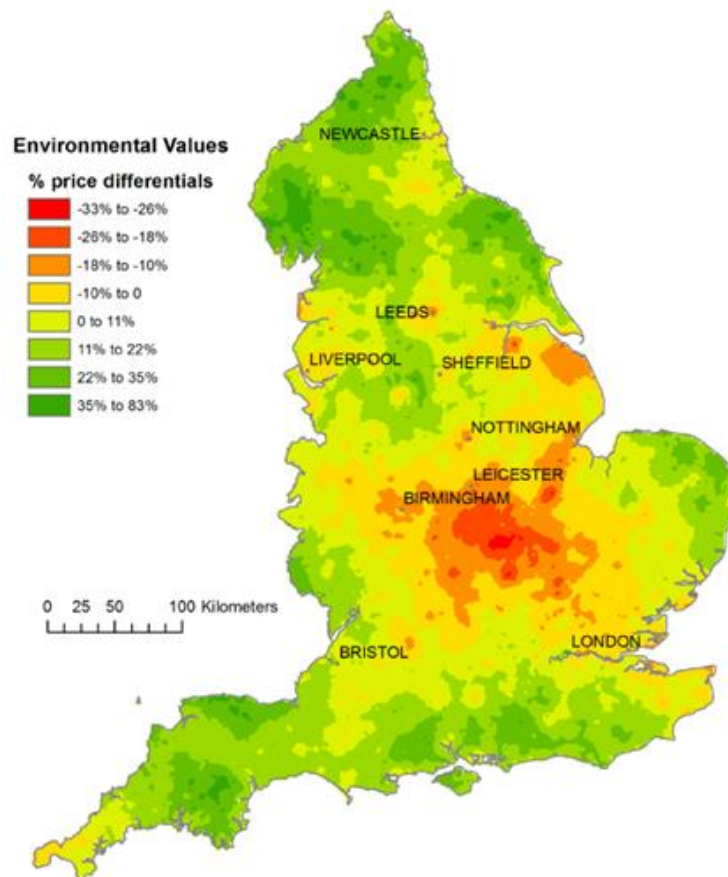 NEWCASTLE
Environmental Values
% price differentials
-33% to -26%
-26% to -18%
-18% to -10%
-10% to 0
0 to 11%
11% to 22%
22% to 35%
35% to 83%
LEEDS
LIVERPOOL
SHEFFIELD
NOTTINGHAM
LEICESTER
BIRMINGHAM
0 25 50 100 Kilometers
LONDON
BRISTOL